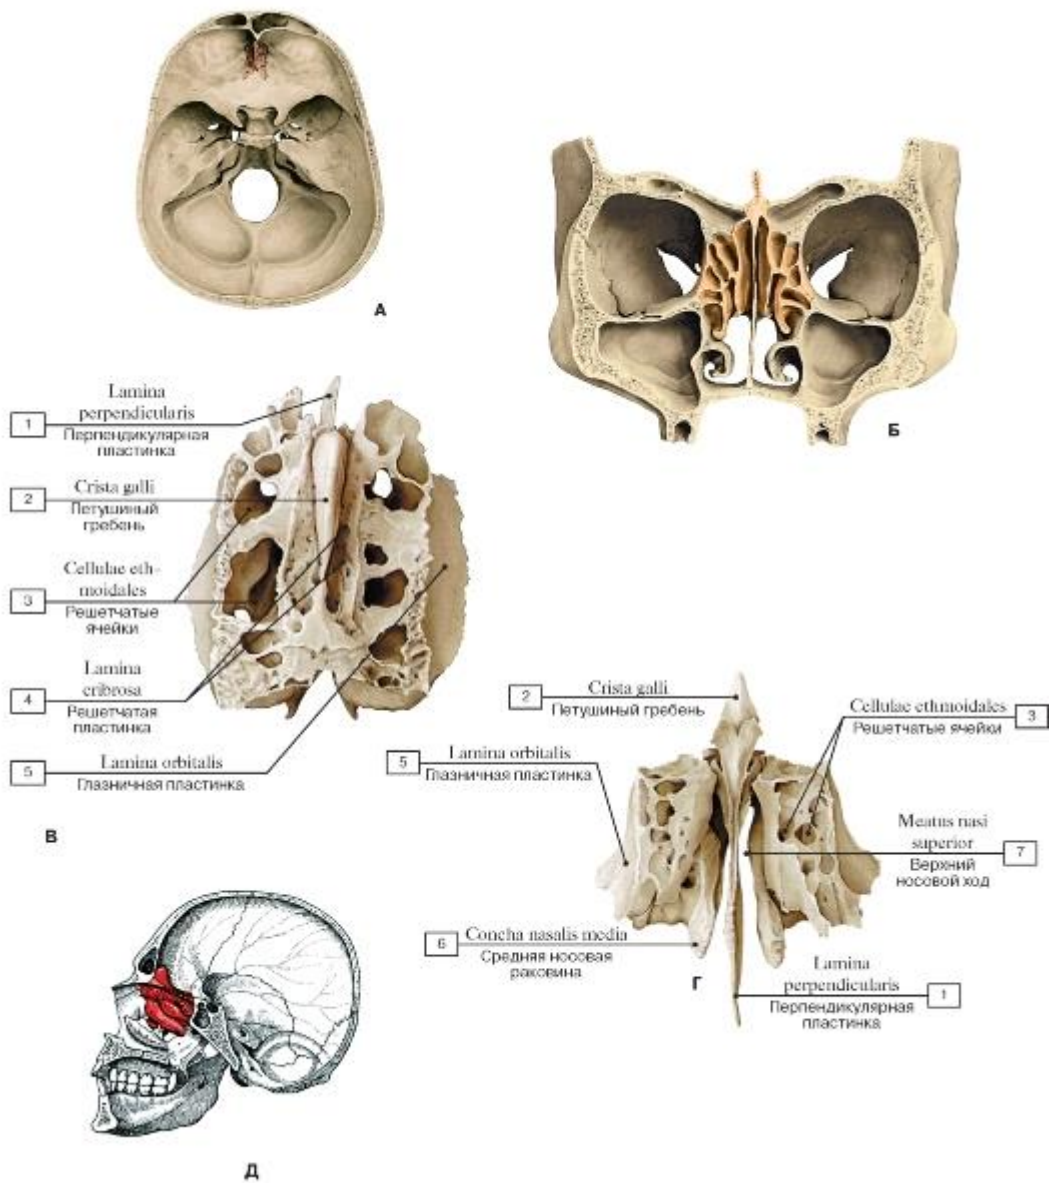 А
Б
Lamina
perpendicularis
1
Перпендикулярная
пластинка
Crista galli
2
Петушиный
гребень
Cellulae eth-
moidales
3
Решетчатые
ячейки
Lamina
cribrosa
4
Решетчатая
пластинка
Lamina orbitalis
5
Глазничная пластинка
В
2
Crista galli
Петушиный гребень
Cellulae ethmoidales
3
Решетчатые ячейки
5
Lamina orbitalis
Глазничная пластинка
Meatus nasi
superior
7
Верхний
носовой ход
6
Concha nasalis media
Средняя носовая
раковина
Г
Lamina
perpendicularis
1
Перпендикулярная
пластинка
Д